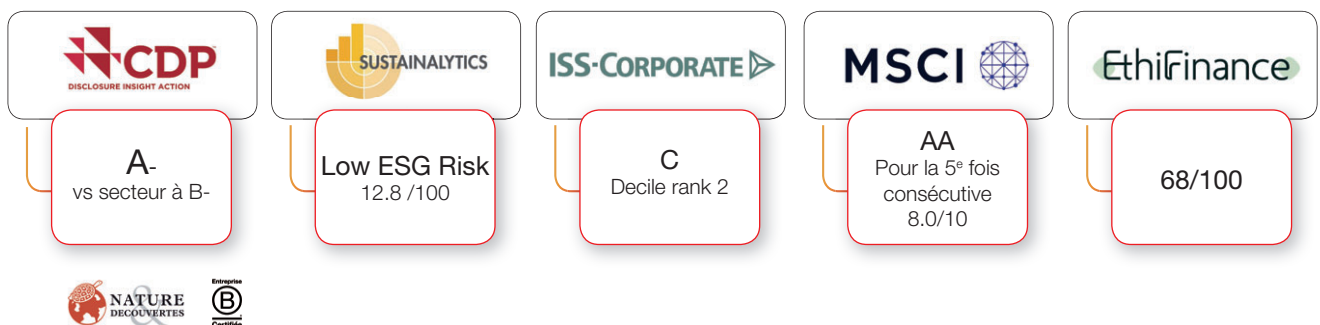 CDP
DISCLOSURE INSIGHT ACTION
A-
vs secteur à B-
SUSTAINALYTICS
Low ESG Risk
12.8 /100
ISS-CORPORATE
C
Decile rank 2
MSCI
AA
Pour la 5e fois
consécutive
8.0/10
EthiFinance
68/100
NATURE
&
DECOUVERTES
Entreprise
B
Certifiée